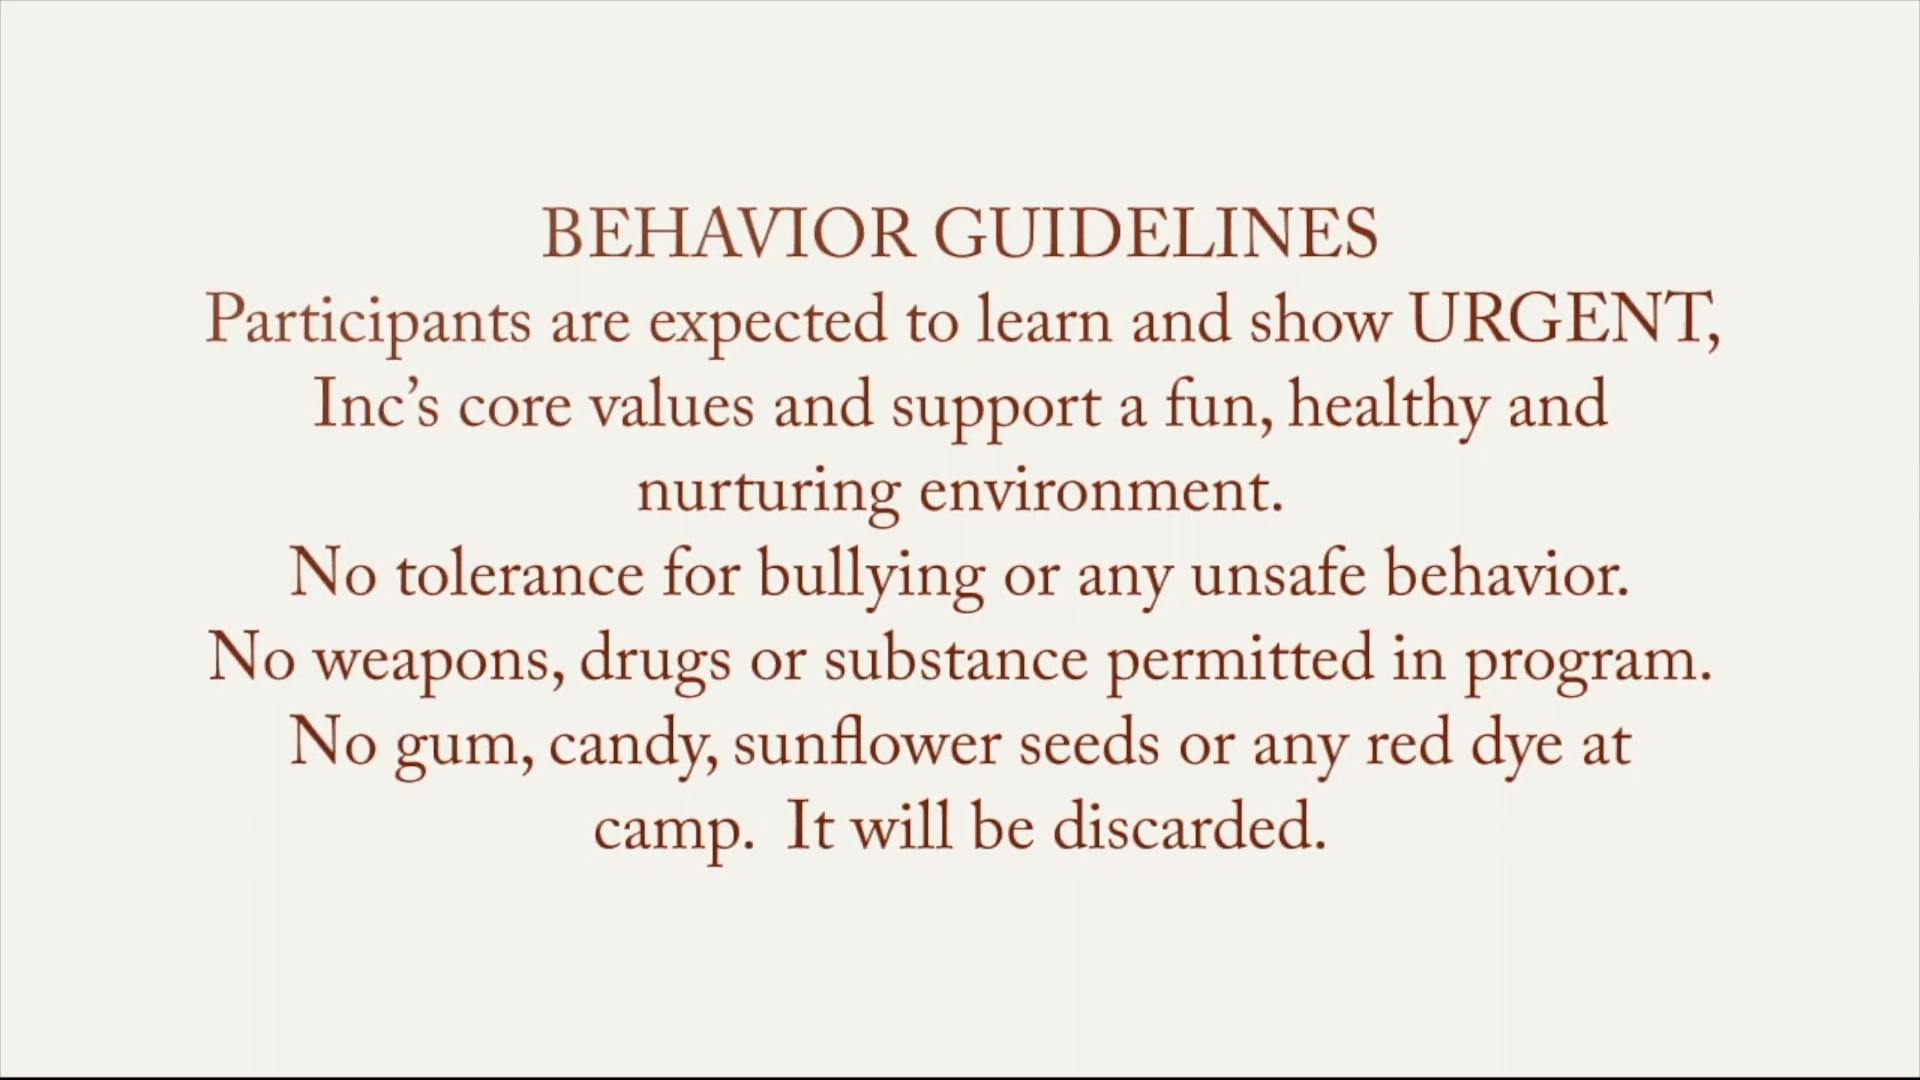 BEHAVIOR GUIDELINES
Participants are expected to learn and show URGENT,
Inc’s core values and support a fun, healthy and
nurturing environment.
No tolerance for bullying or any unsafe behavior.
No weapons, drugs or substance permitted in program.
No gum, candy, sunflower seeds or any red dye at
camp.  It will be discarded.